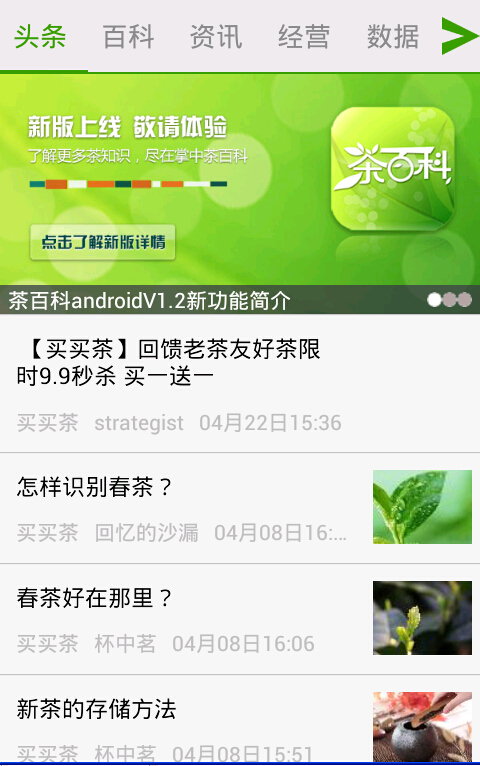 头条 百科 资讯 经营 数据
新版上线 敬请体验
了解更多茶知识，尽在掌中茶百科
茶百科
点击了解新版详情
茶百科androidV1.2新功能简介
【买买茶】回馈老茶友好茶限
时9.9秒杀 买一送一
买买茶 strategist 04月22日15:36
怎样识别春茶？
买买茶 回忆的沙漏 04月08日16:...
春茶好在那里？
买买茶 杯中茗 04月08日16:06
新茶的存储方法
买买茶 杯中茗 04月08日15:51